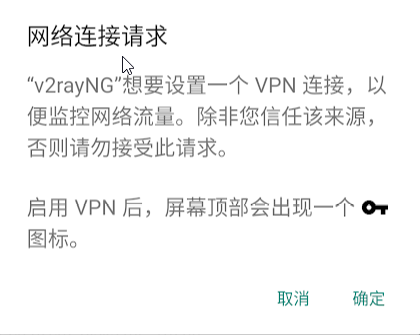 网络连接请求
“v2rayNG”想要设置一个 VPN 连接，以
便监控网络流量。除非您信任该来源，
否则请勿接受此请求。
启用 VPN 后，屏幕顶部会出现一个
图标。
取消 确定